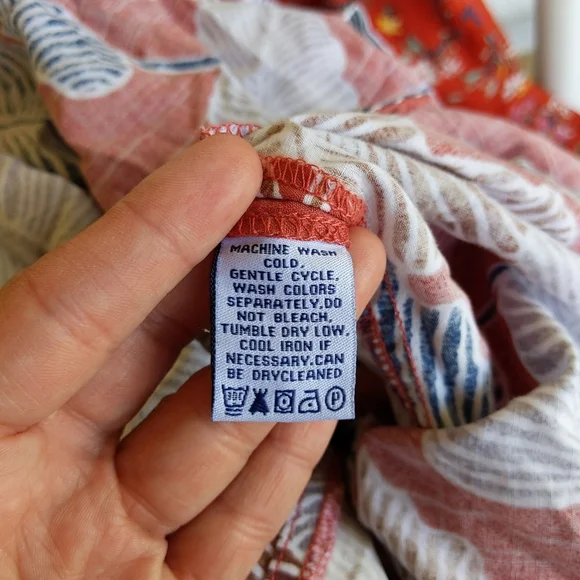 MACHINE WASH
COLD.
GENTLE CYCLE,
WASH COLORS
SEPARATELY.DO
NOT BLEACH.
TUMBLE DRY LOW.
COOL IRON IF
NECESSARY.CAN
BE DRYCLEANED
30C P